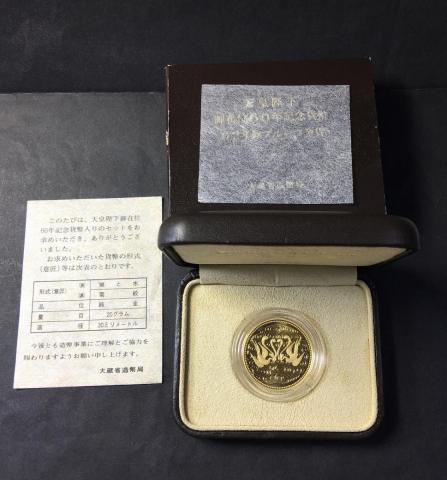 天皇陛下
御在位60年記念貨幣
大蔵省造幣局
このたびは、天皇陛下御在位
60年記念貨幣入りのセットをお
求めいただき、ありがとうござ
いました。
お求めいただいた貨幣の形式
(意匠)等は次表のとおりです。
形式(意匠) (表) 鳩と水
(裏) 菊紋
品位 純金
量目 20グラム
直径 30ミリメートル
今後とも造幣事業にご理解とご協力を
賜わりますようお願い申し上げます。
大蔵省造幣局